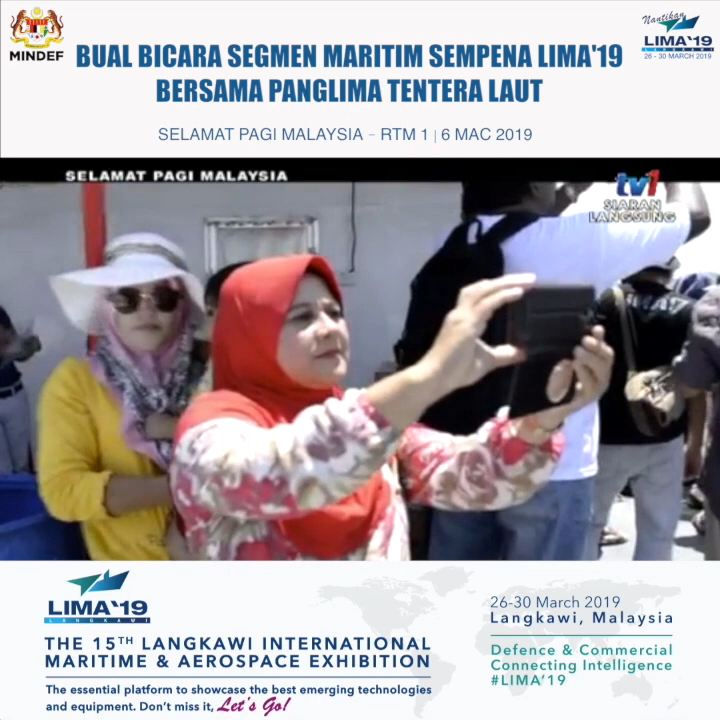 MINDEF
BUAL BICARA SEGMEN MARITIM SEMPENA LIMA'19
BERSAMA PANGLIMA TENTERA LAUT
SELAMAT PAGI MALAYSIA – RTM 1 | 6 MAC 2019
Nantikan
LIMA'19
LANGKAWI
26 - 30 MARCH 2019
SELAMAT PAGI MALAYSIA
tv1
SIARAN
LANGSUNG
LIMA'19
LANGKAWI
THE 15TH LANGKAWI INTERNATIONAL
MARITIME & AEROSPACE EXHIBITION
The essential platform to showcase the best emerging technologies
and equipment. Don't miss it, Let's Go!
26-30 March 2019
Langkawi, Malaysia
Defence & Commercial
Connecting Intelligence
#LIMA'19